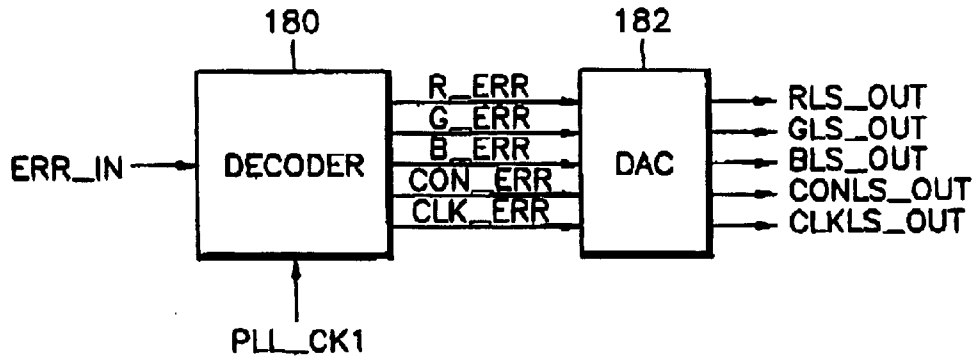 180
182
R_ERR
RLS_OUT
G_ERR
GLS_OUT
ERR_IN
DECODER
B_ERR
DAC
BLS_OUT
CON_ERR
CONLS_OUT
CLK_ERR
CLKLS_OUT
PLL_CK1